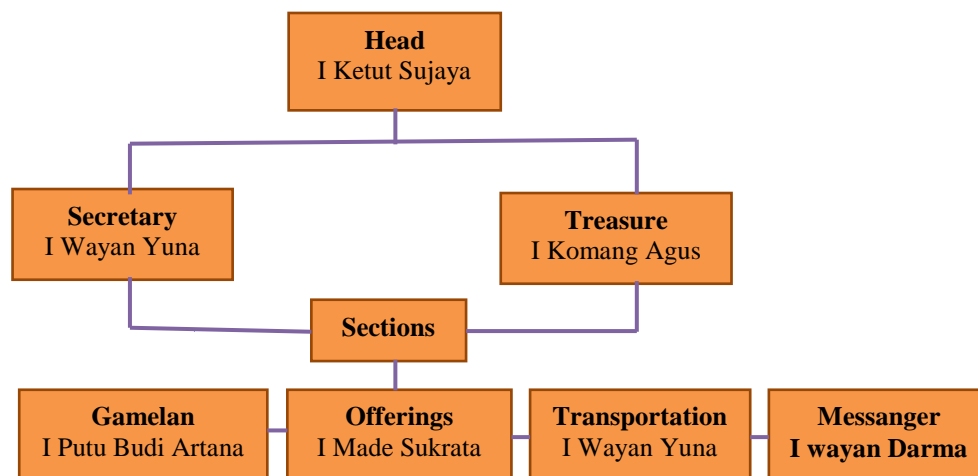 Head
I Ketut Sujaya
Secretary
I Wayan Yuna
Treasure
I Komang Agus
Sections
Gamelan
I Putu Budi Artana
Offerings
I Made Sukrata
Transportation
I Wayan Yuna
Messanger
I wayan Darma